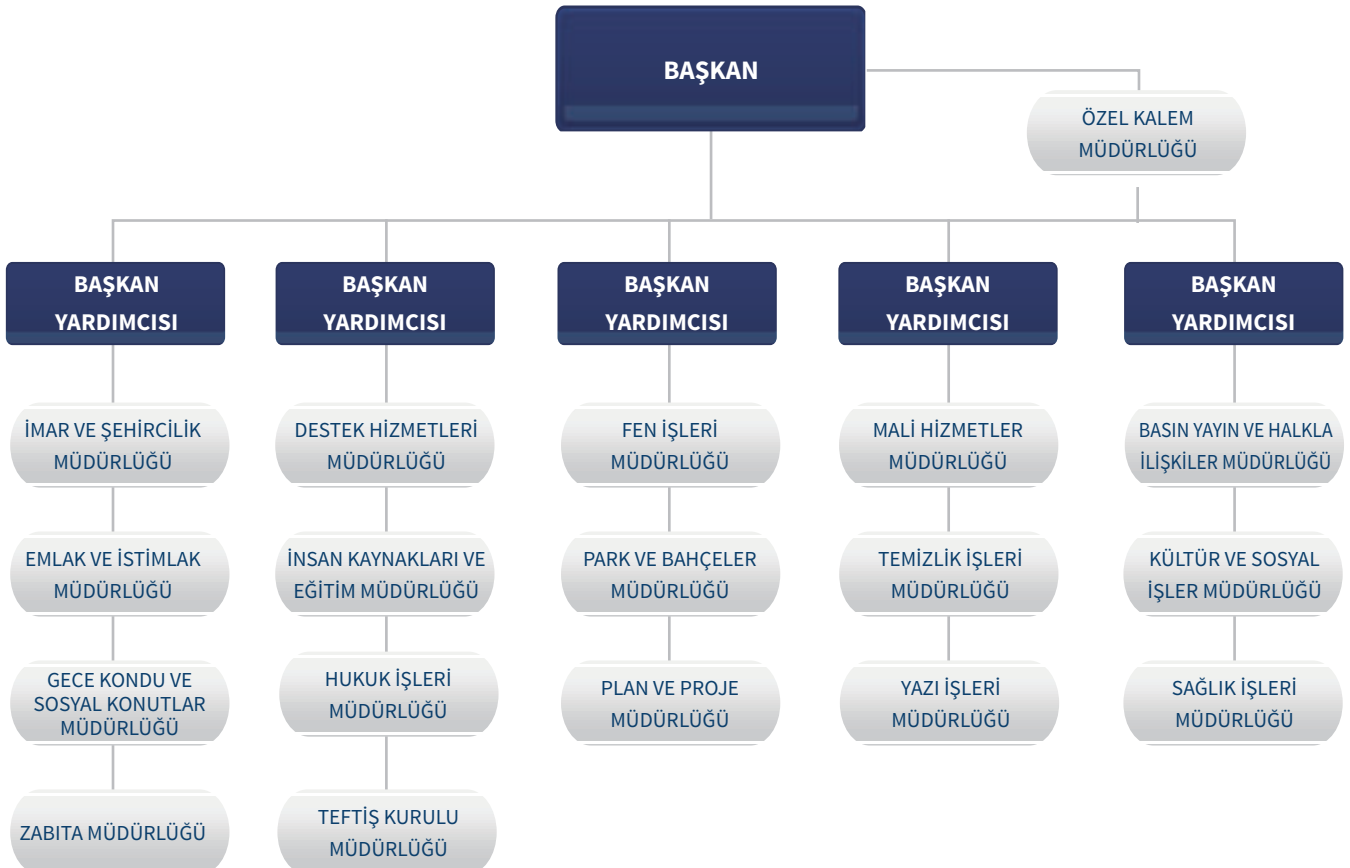 BAŞKAN
ÖZEL KALEM
MÜDÜRLÜĞÜ
BAŞKAN
YARDIMCISI
BAŞKAN
YARDIMCISI
BAŞKAN
YARDIMCISI
BAŞKAN
YARDIMCISI
BAŞKAN
YARDIMCISI
İMAR VE ŞEHİRCİLİK
MÜDÜRLÜĞÜ
DESTEK HİZMETLERİ
MÜDÜRLÜĞÜ
FEN İŞLERİ
MÜDÜRLÜĞÜ
MALİ HİZMETLER
MÜDÜRLÜĞÜ
BASIN YAYIN VE HALKLA
İLİŞKİLER MÜDÜRLÜĞÜ
EMLAK VE İSTİMLAK
MÜDÜRLÜĞÜ
İNSAN KAYNAKLARI VE
EĞİTİM MÜDÜRLÜĞÜ
PARK VE BAHÇELER
MÜDÜRLÜĞÜ
TEMİZLİK İŞLERİ
MÜDÜRLÜĞÜ
KÜLTÜR VE SOSYAL
İŞLER MÜDÜRLÜĞÜ
GECE KONDU VE
SOSYAL KONUTLAR
MÜDÜRLÜĞÜ
HUKUK İŞLERİ
MÜDÜRLÜĞÜ
PLAN VE PROJE
MÜDÜRLÜĞÜ
YAZI İŞLERİ
MÜDÜRLÜĞÜ
SAĞLIK İŞLERİ
MÜDÜRLÜĞÜ
ZABITA MÜDÜRLÜĞÜ
TEFTİŞ KURULU
MÜDÜRLÜĞÜ